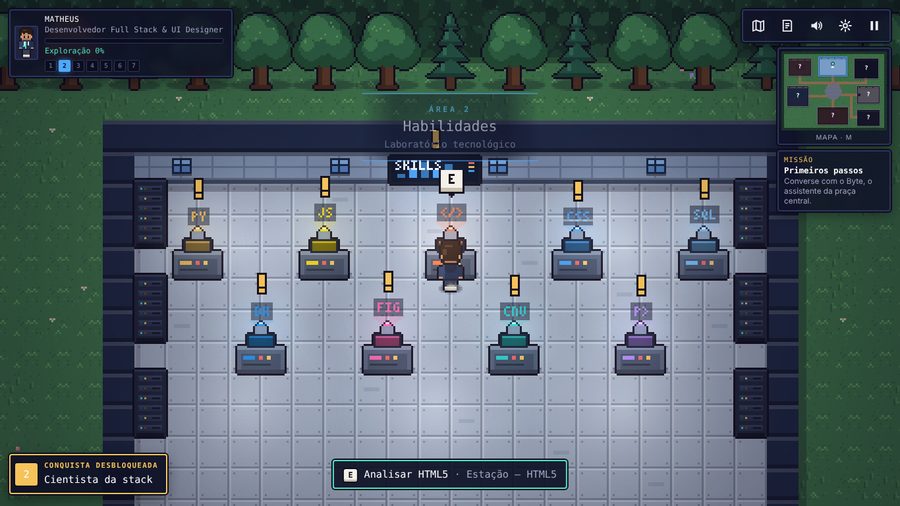 MATHEUS
Desenvolvedor Full Stack & UI Designer
Exploração 0%
1 2 3 4 5 6 7
ÁREA 2
Habilidades
Laboratório tecnológico
? ? ?
? ?
MAPA · M
MISSÃO
Primeiros passos
Converse com o Byte, o
assistente da praça
central.
SKILLS
E
PY JS </> CSS SQL
FIG CNV
2
CONQUISTA DESBLOQUEADA
Cientista da stack
E Analisar HTML5 · Estação — HTML5